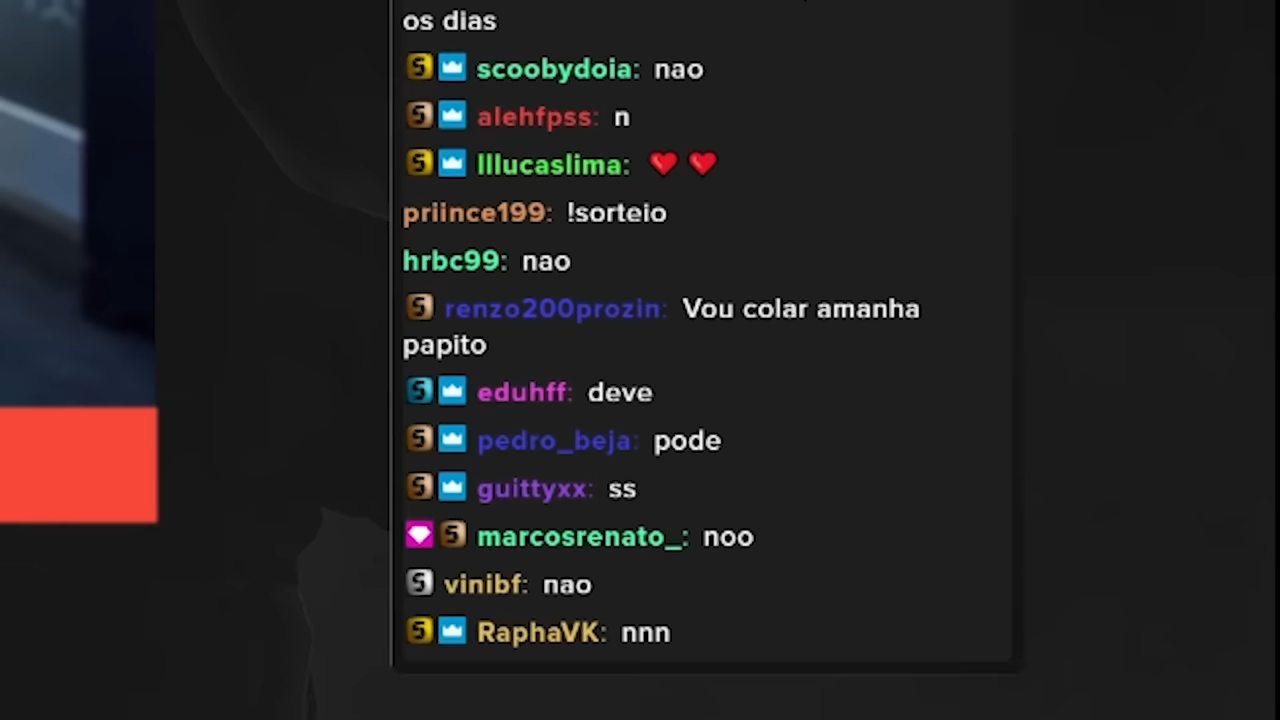 os dias
scoobydoia: nao
alehfpss: n
lllucaslima: ❤️ ❤️
priince199: !sorteio
hrbc99: nao
renzo200prozin: Vou colar amanha
papito
eduhff: deve
pedro_beja: pode
guittyxx: ss
marcosrenato_: noo
vinibf: nao
RaphaVK: nnn